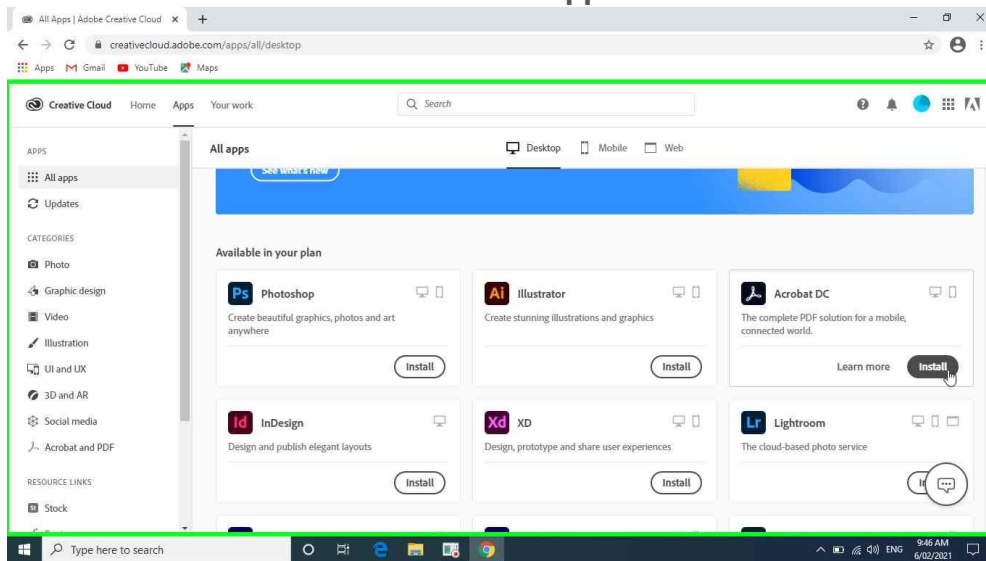 All Apps | Adobe Creative Cloud
creativecloud.adobe.com/apps/all/desktop
Apps Gmail YouTube Maps
Creative Cloud Home Apps Your work Search
APPS
All apps
Updates
CATEGORIES
Photo
Graphic design
Video
Illustration
UI and UX
3D and AR
Social media
Acrobat and PDF
RESOURCE LINKS
St Stock
All apps Desktop Mobile Web
See what's new
Available in your plan
Ps Photoshop
Create beautiful graphics, photos and art
anywhere
Install
Ai Illustrator
Create stunning illustrations and graphics
Install
Acrobat DC
The complete PDF solution for a mobile,
connected world.
Learn more Install
Id InDesign
Design and publish elegant layouts
Install
Xd XD
Design, prototype and share user experiences
Install
Lr Lightroom
The cloud-based photo service
Type here to search
ENG
9:46 AM
6/02/2021